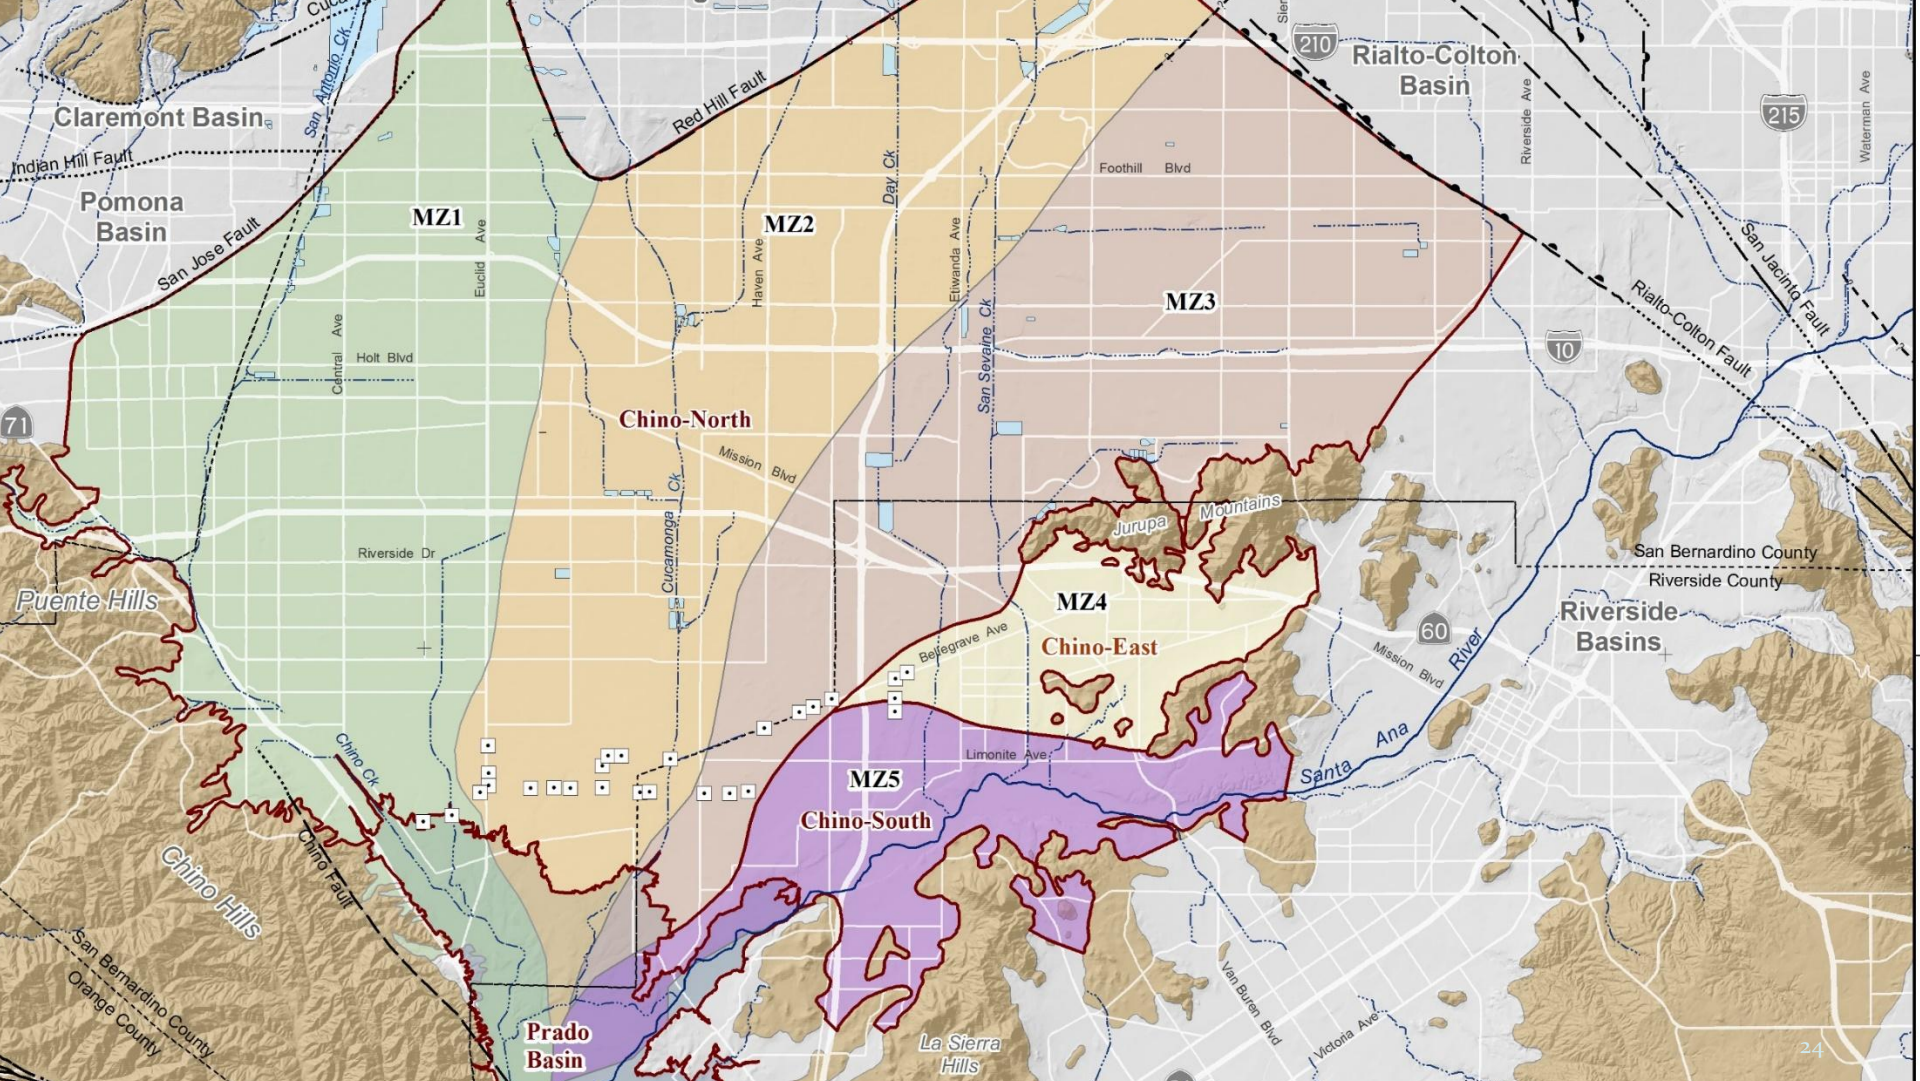 Cuca
San Antonio Ck
Claremont Basin
Indian Hill Fault
Pomona
Basin
San Jose Fault
71
Red Hill Fault
210
Rialto-Colton
Basin
215
Riverside Ave
Waterman Ave
MZ1
Euclid Ave
MZ2
Haven Ave
Day Ck
Etiwanda Ave
San Sevaine Ck
Foothill Blvd
MZ3
San Jacinto Fault
Rialto-Colton Fault
10
Central Ave
Holt Blvd
Chino-North
Mission Blvd
Cucamonga Ck
Riverside Dr
Jurupa Mountains
San Bernardino County
Riverside County
Puente Hills
MZ4
Chino-East
Belfegrave Ave
60
Mission Blvd
Riverside
Basins
Santa Ana River
Chino Ck
Limonite Ave
MZ5
Chino-South
Chino Fault
Chino Hills
San Bernardino County
Orange County
Prado
Basin
La Sierra
Hills
Van Buren Blvd
Victoria Ave
24